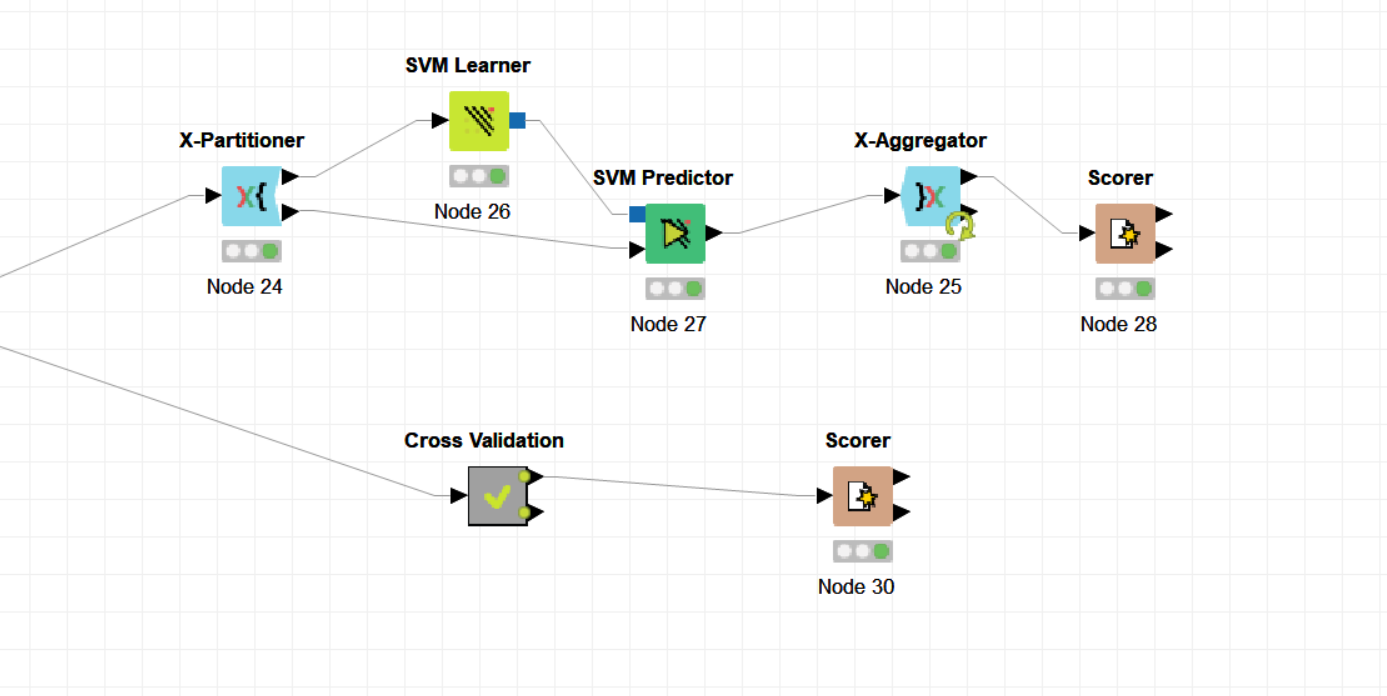 SVM Learner
X-Partitioner
X-Aggregator
SVM Predictor
Scorer
Node 26
Node 24
Node 25
Node 27
Node 28
Cross Validation
Scorer
Node 30